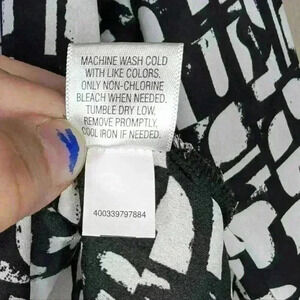 MACHINE WASH COLD
WITH LIKE COLORS.
ONLY NON-CHLORINE
BLEACH WHEN NEEDED.
TUMBLE DRY LOW.
REMOVE PROMPTLY.
COOL IRON IF NEEDED.
400339797884